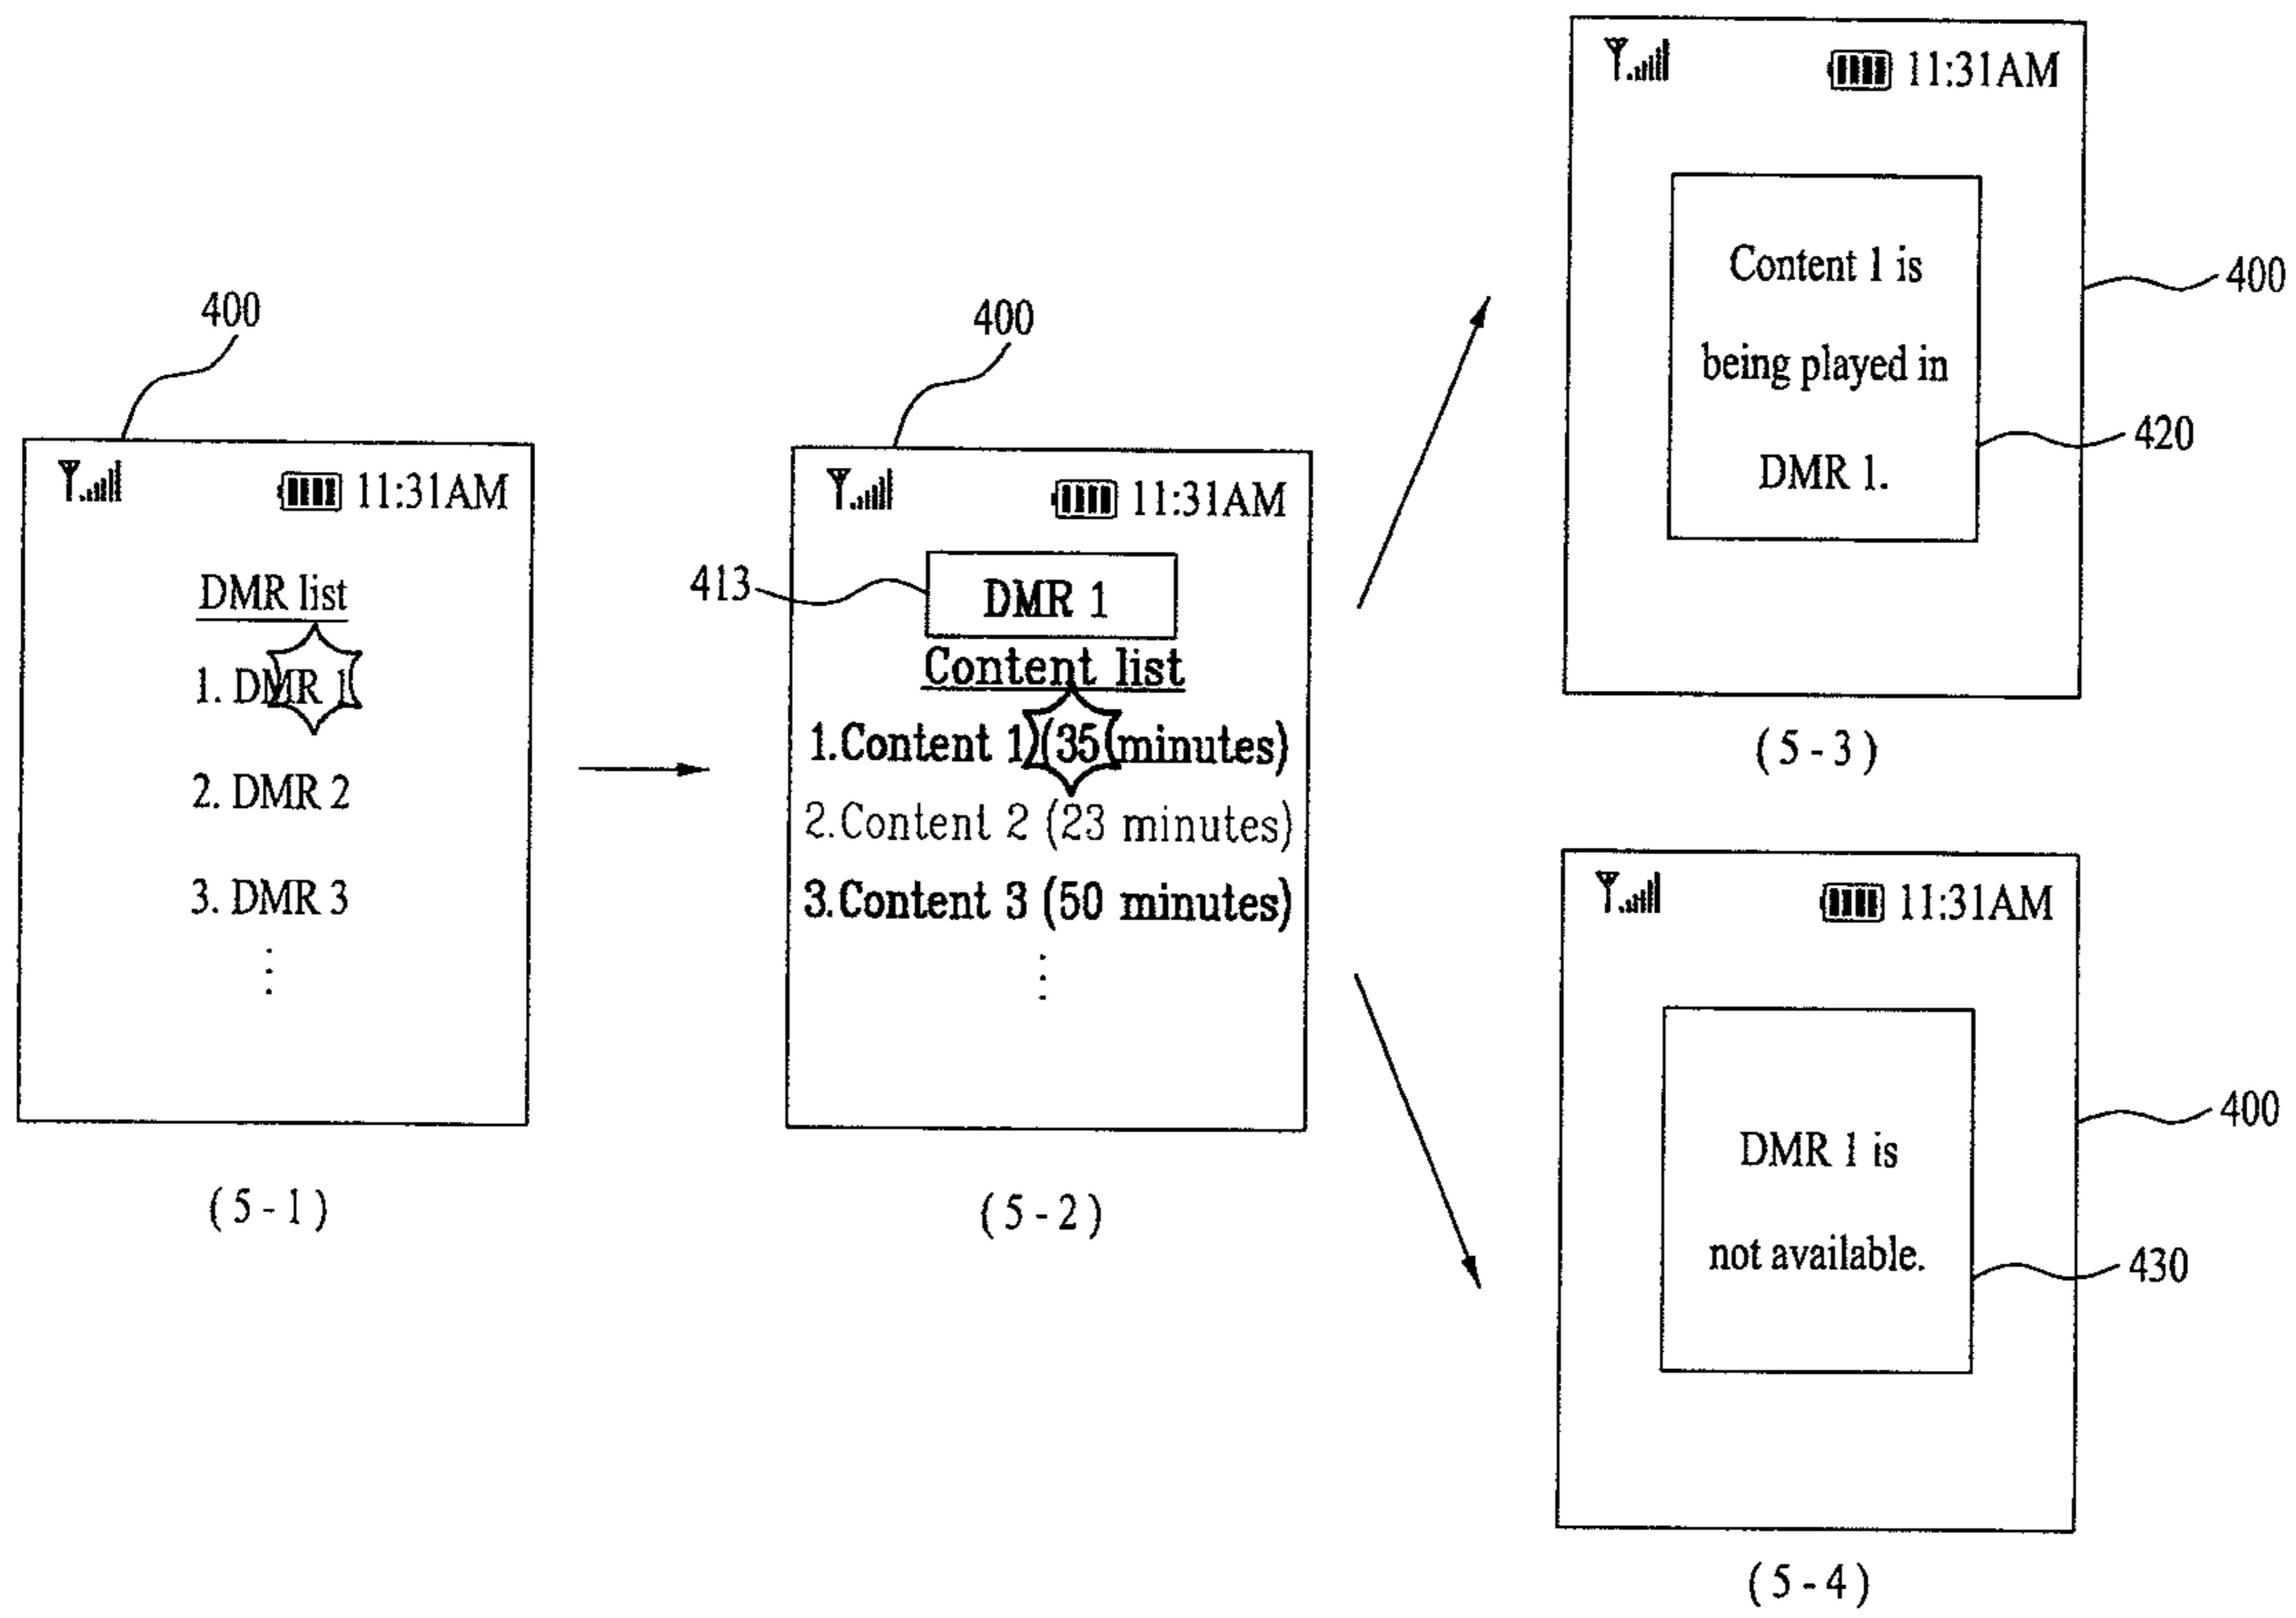 400
11:31AM
DMR list
1. DMR 1
2. DMR 2
3. DMR 3
(5-1)
400
11:31AM
413
DMR 1
Content list
1.Content 1 (35 minutes)
2.Content 2 (23 minutes)
3.Content 3 (50 minutes)
(5-2)
11:31AM
Content 1 is
being played in
DMR 1.
400
420
(5-3)
11:31AM
DMR 1 is
not available.
400
430
(5-4)